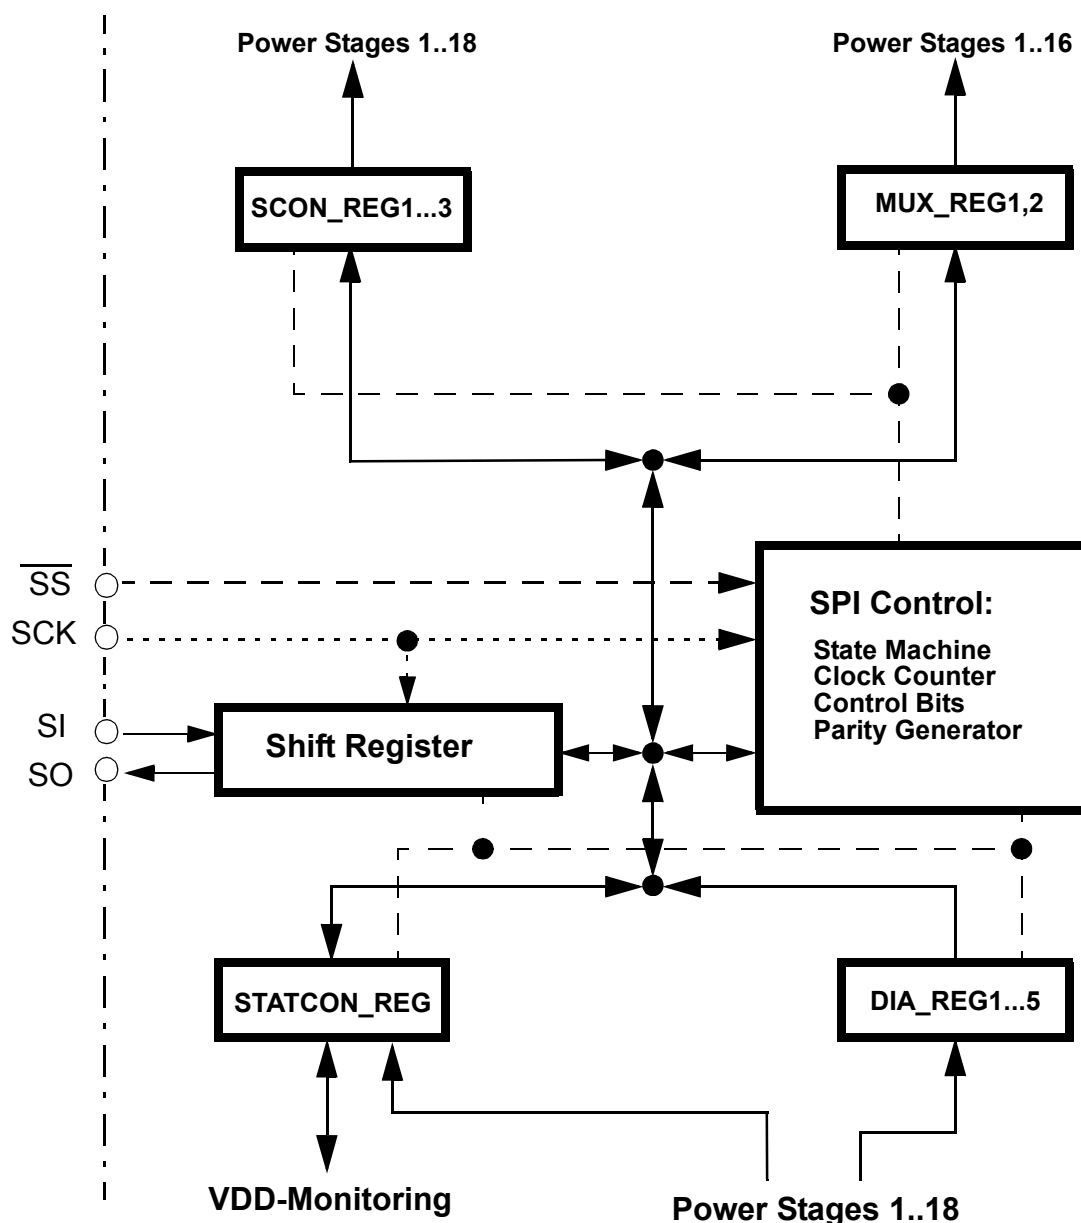 Power Stages 1..18
Power Stages 1..16
SCON_REG1...3
MUX_REG1,2
SS
SCK
SI
SO
SPI Control:
State Machine
Clock Counter
Control Bits
Parity Generator
Shift Register
STATCON_REG
DIA_REG1...5
VDD-Monitoring
Power Stages 1..18